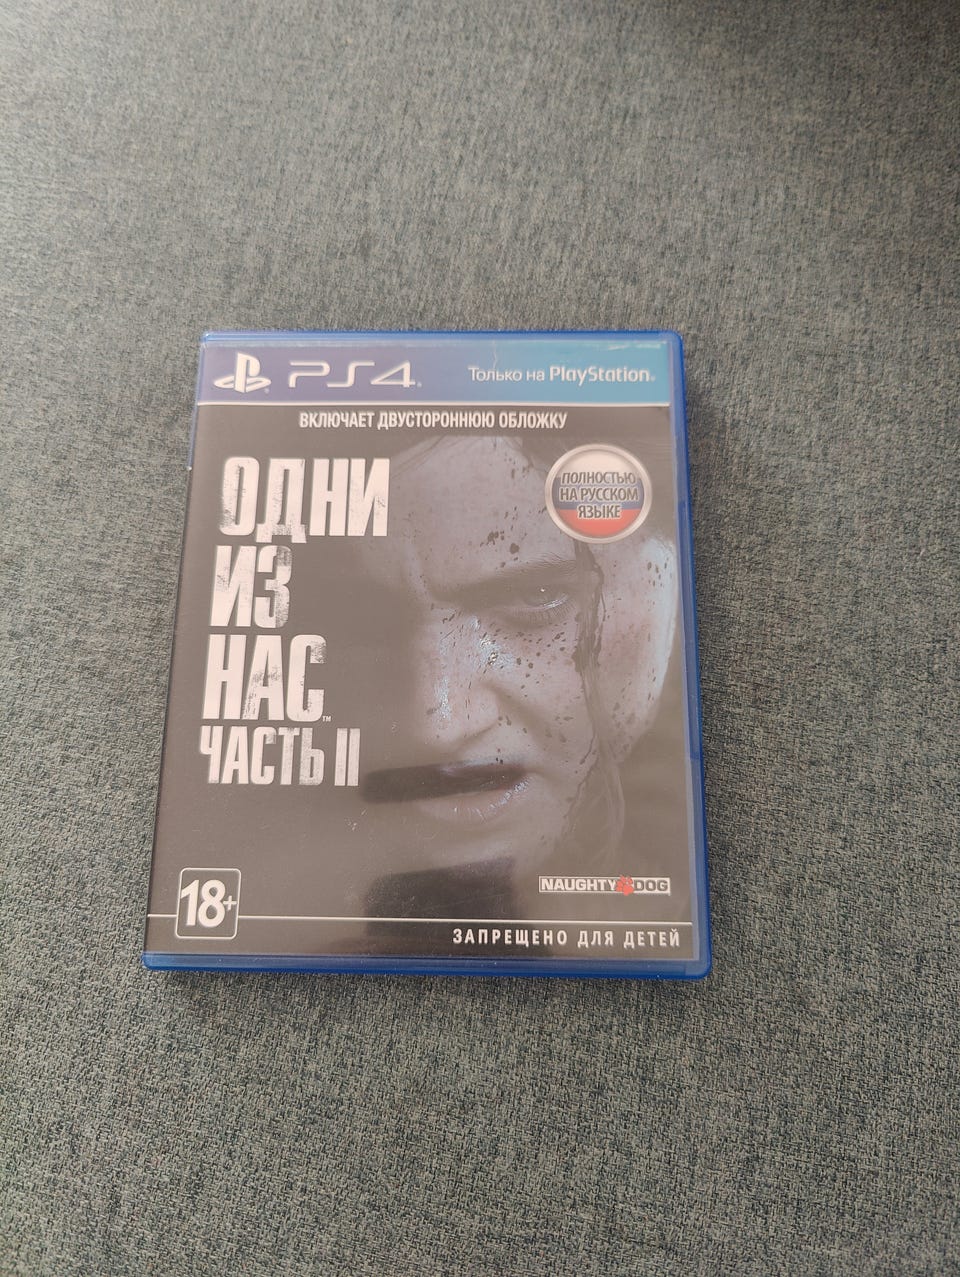 PS4
Только на PlayStation
ВКЛЮЧАЕТ ДВУСТОРОННЮЮ ОБЛОЖКУ
ПОЛНОСТЬЮ
НА РУССКОМ
ЯЗЫКЕ
ОДНИ
ИЗ
НАС™
ЧАСТЬ II
18+
NAUGHTY DOG
ЗАПРЕЩЕНО ДЛЯ ДЕТЕЙ